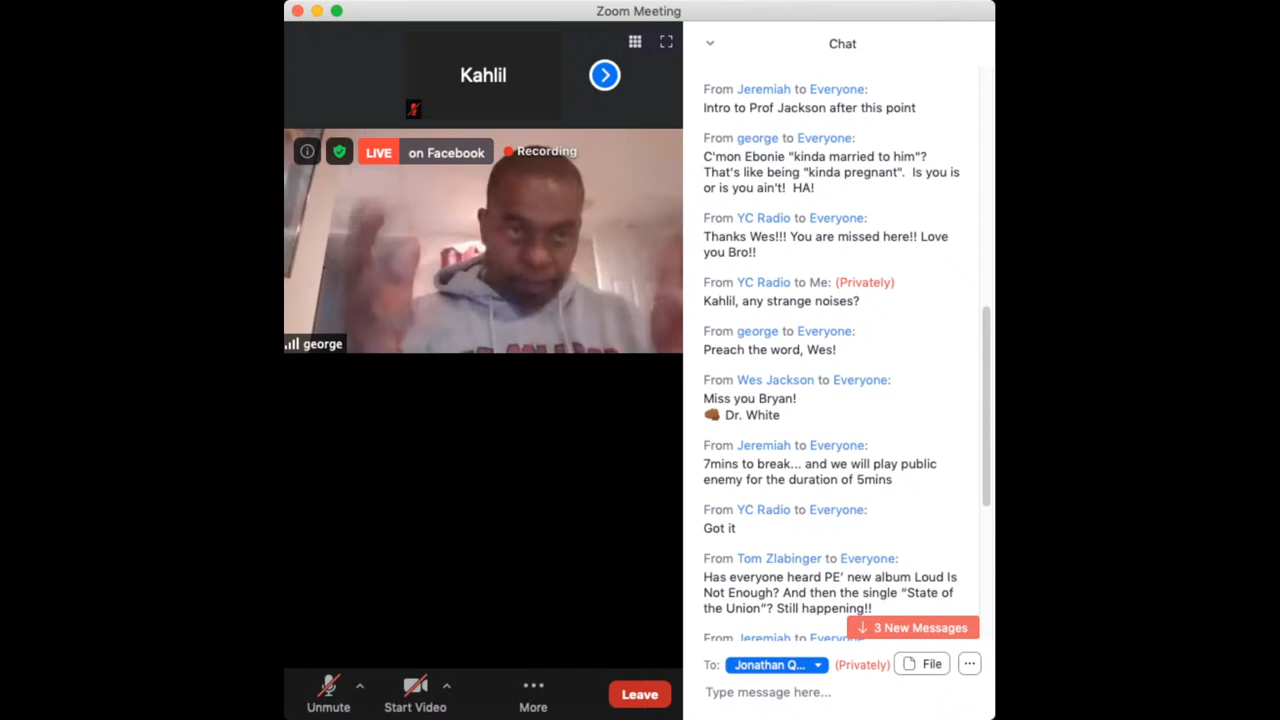 Zoom Meeting
Kahlil
LIVE on Facebook
Recording
george
Unmute
Start Video
More
Leave
Chat
From Jeremiah to Everyone:
Intro to Prof Jackson after this point
From george to Everyone:
C'mon Ebonie "kinda married to him"?
That's like being "kinda pregnant".  Is you is
or is you ain't!  HA!
From YC Radio to Everyone:
Thanks Wes!!! You are missed here!! Love
you Bro!!
From YC Radio to Me: (Privately)
Kahlil, any strange noises?
From george to Everyone:
Preach the word, Wes!
From Wes Jackson to Everyone:
Miss you Bryan!
👊🏾 Dr. White
From Jeremiah to Everyone:
7mins to break... and we will play public
enemy for the duration of 5mins
From YC Radio to Everyone:
Got it
From Tom Zlabinger to Everyone:
Has everyone heard PE’ new album Loud Is
Not Enough? And then the single “State of
the Union”? Still happening!!
3 New Messages
From Jeremiah to Everyone
To: Jonathan Q... (Privately) File
Type message here...